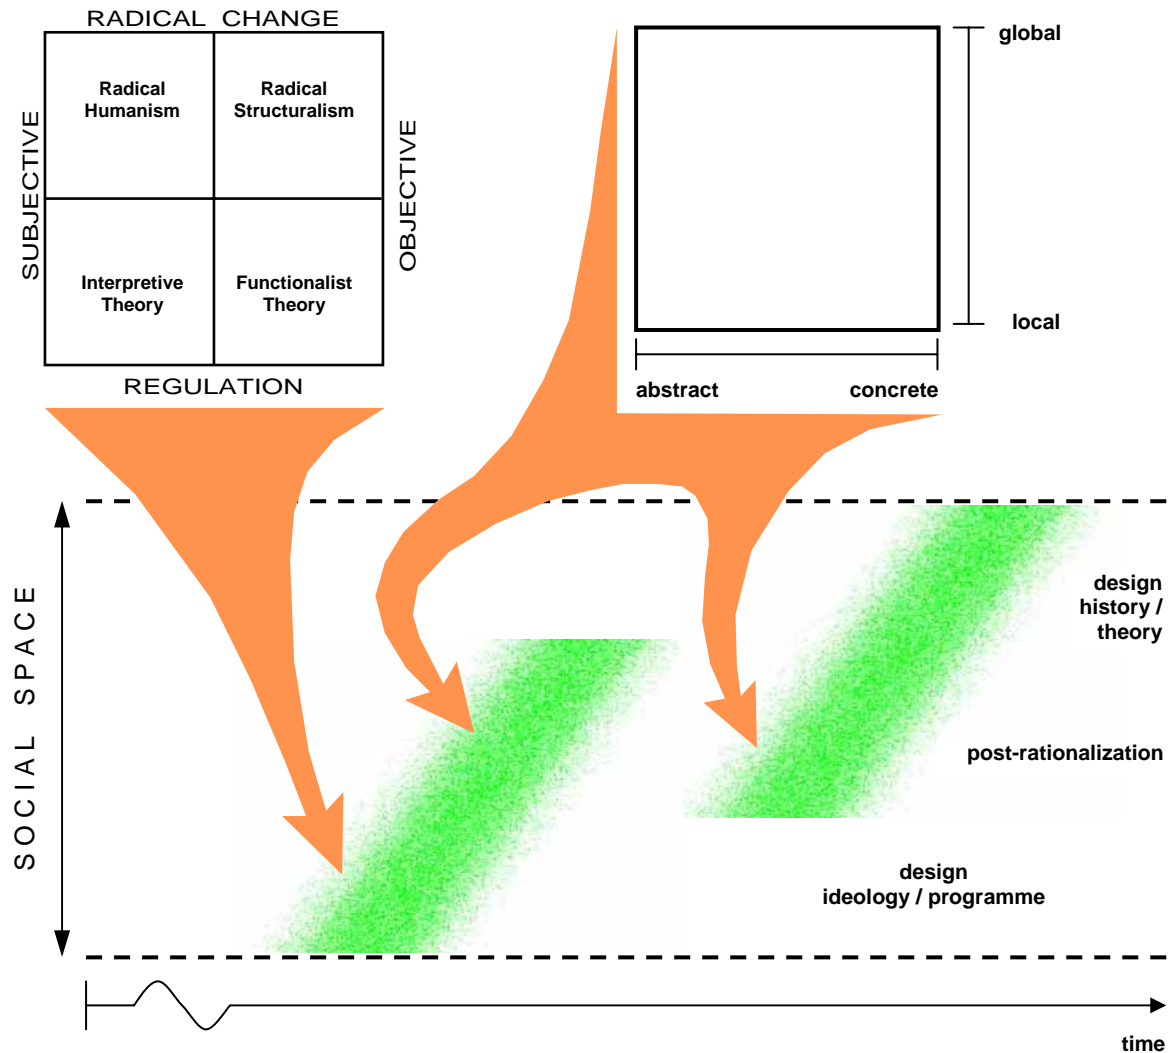 RADICAL CHANGE
Radical
Humanism
Radical
Structuralism
SUBJECTIVE
OBJECTIVE
Interpretive
Theory
Functionalist
Theory
REGULATION
global
local
abstract
concrete
SOCIAL SPACE
design
history /
theory
post-rationalization
design
ideology / programme
time